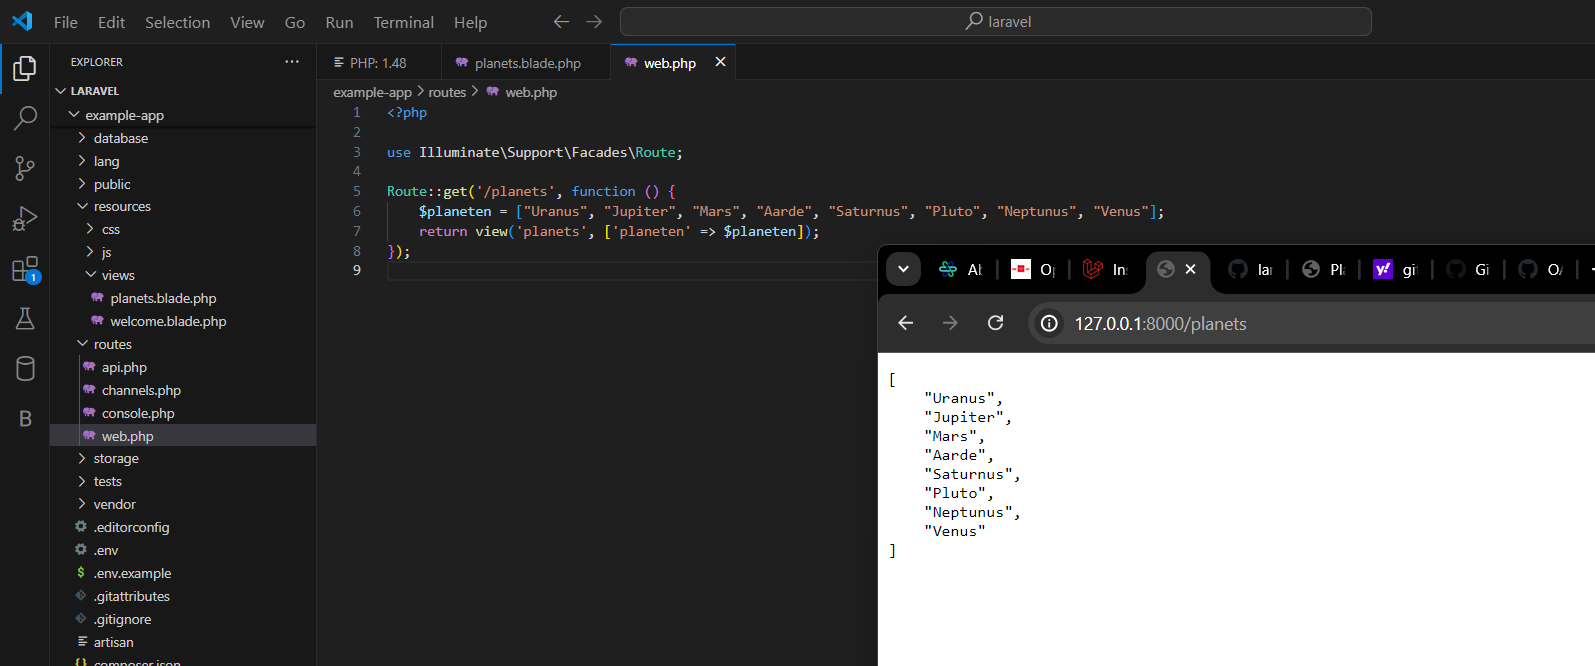 File Edit Selection View Go Run Terminal Help
laravel
EXPLORER
LARAVEL
example-app
database
lang
public
resources
css
js
views
planets.blade.php
welcome.blade.php
routes
api.php
channels.php
console.php
web.php
storage
tests
vendor
.editorconfig
.env
.env.example
.gitattributes
.gitignore
artisan
composer.json
1
B
PHP: 1.48 planets.blade.php web.php
example-app > routes > web.php
1 <?php
2
3 use Illuminate\Support\Facades\Route;
4
5 Route::get('/planets', function () {
6 $planeten = ["Uranus", "Jupiter", "Mars", "Aarde", "Saturnus", "Pluto", "Neptunus", "Venus"];
7 return view('planets', ['planeten' => $planeten]);
8 });
9
Al Op In: lar Pla y! gi Gi O/
127.0.0.1:8000/planets
[
"Uranus",
"Jupiter",
"Mars",
"Aarde",
"Saturnus",
"Pluto",
"Neptunus",
"Venus"
]